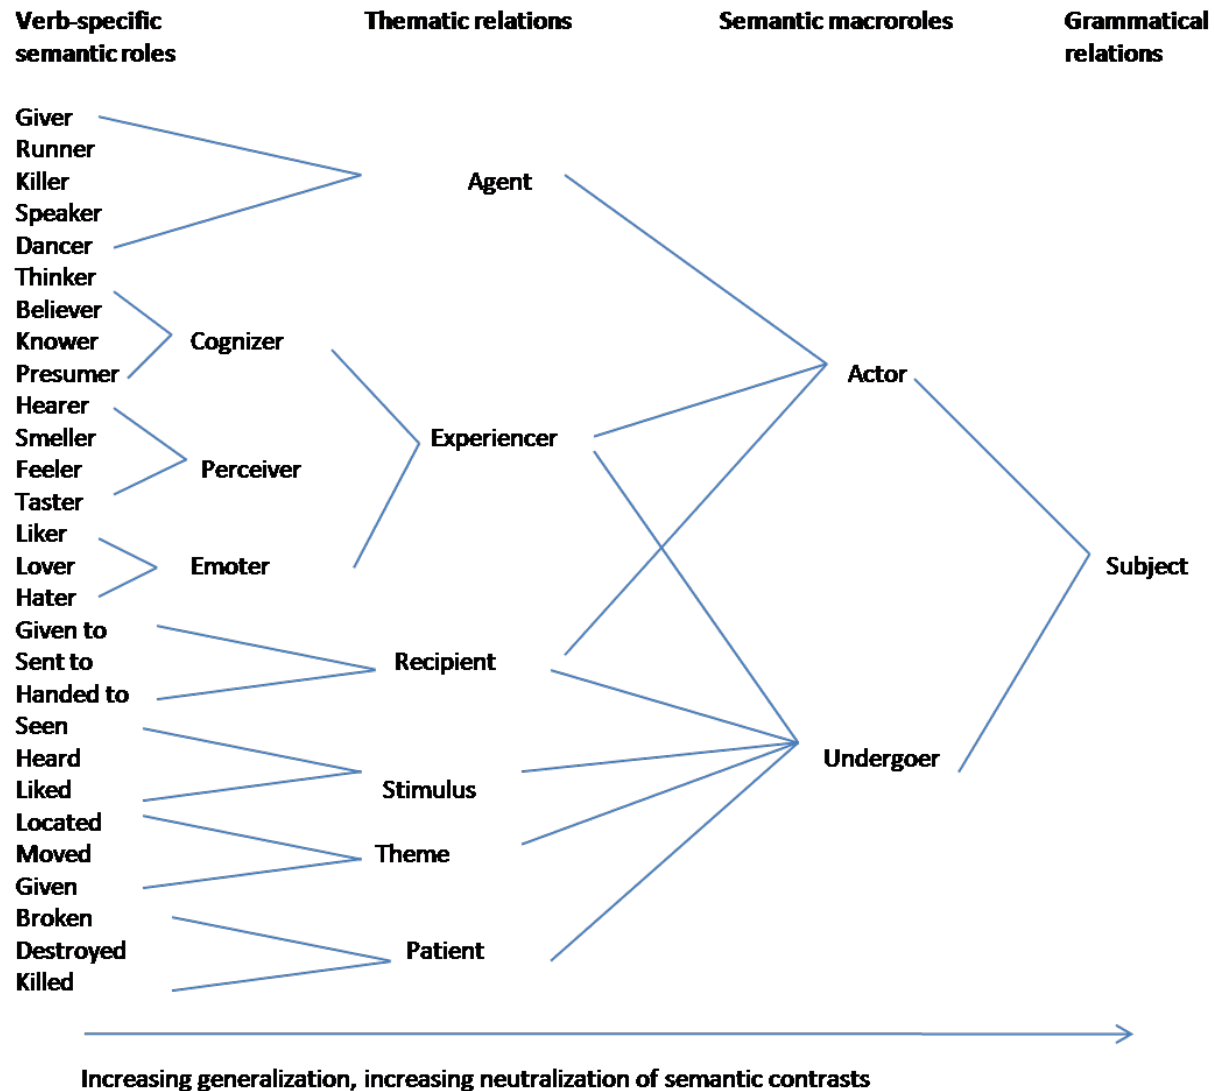 Verb-specific semantic roles
Thematic relations
Semantic macroroles
Grammatical relations
Giver
Runner
Killer
Speaker
Dancer
Thinker
Believer
Knower
Presumer
Hearer
Smeller
Feeler
Taster
Liker
Lover
Hater
Given to
Sent to
Handed to
Seen
Heard
Liked
Located
Moved
Given
Broken
Destroyed
Killed
Cognizer
Perceiver
Emoter
Agent
Experiencer
Recipient
Stimulus
Theme
Patient
Actor
Undergoer
Subject
Increasing generalization, increasing neutralization of semantic contrasts